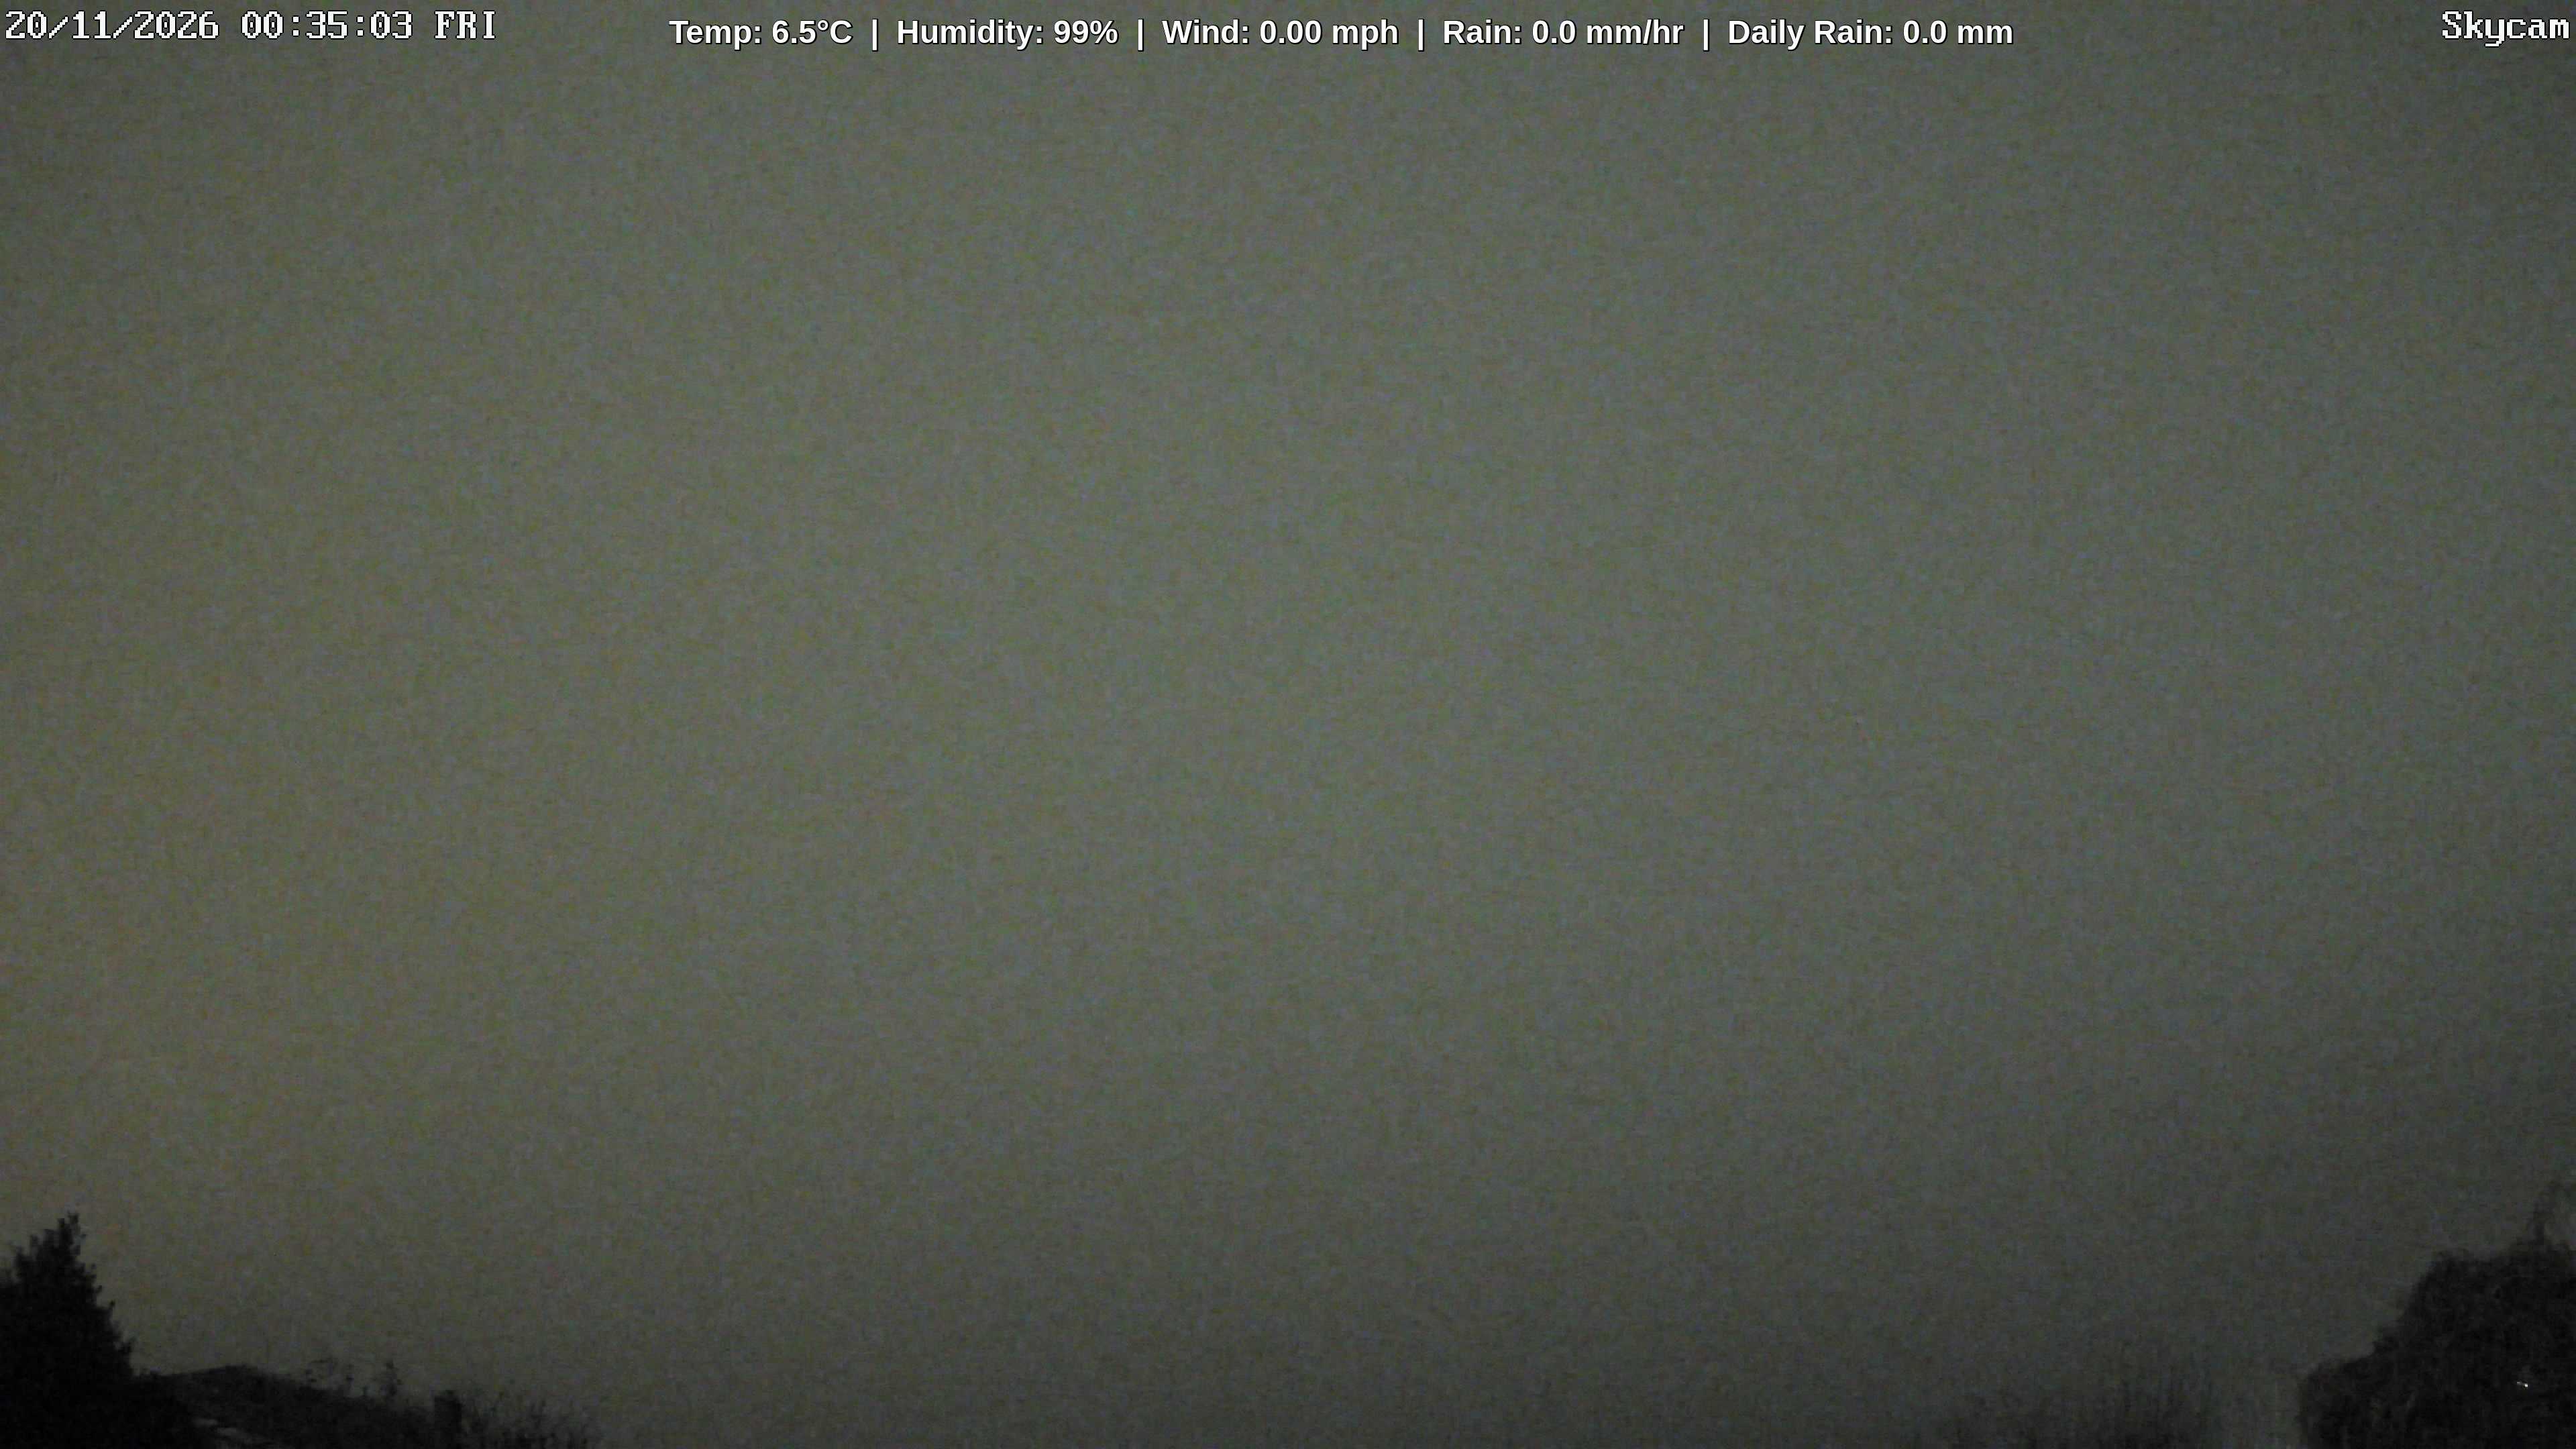 20/11/2026 00:35:03 FRI
Temp: 6.5°C | Humidity: 99% | Wind: 0.00 mph | Rain: 0.0 mm/hr | Daily Rain: 0.0 mm
Skycam